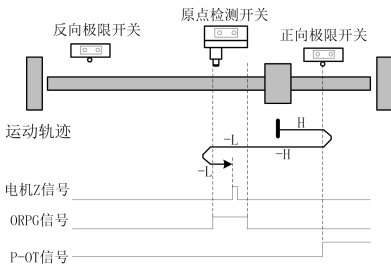 原点检测开关
反向极限开关
正向极限开关
运动轨迹
H
-L
-H
-L
电机Z信号
ORPG信号
P-OT信号